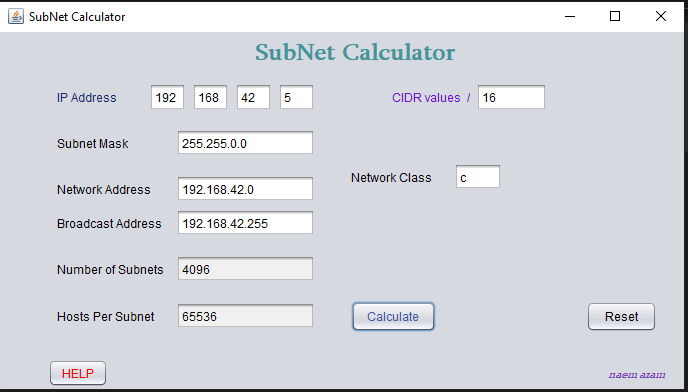 SubNet Calculator
SubNet Calculator
IP Address 192 168 42 5 CIDR values / 16
Subnet Mask 255.255.0.0
Network Class c
Network Address 192.168.42.0
Broadcast Address 192.168.42.255
Number of Subnets 4096
Hosts Per Subnet 65536 Calculate Reset
HELP naem aram